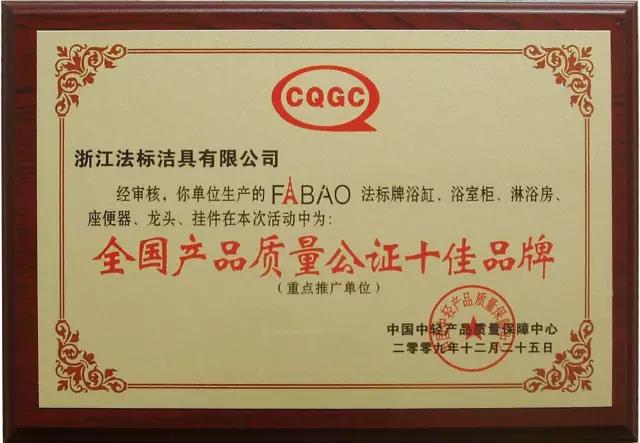 CQGC
浙江法标洁具有限公司
经审核，你单位生产的 FABAO 法标牌浴缸、浴室柜、淋浴房、
座便器、龙头、挂件在本次活动中为：
全国产品质量公证十佳品牌
（重点推广单位）
中国中轻产品质量保障中心
二零零九年十二月二十五日